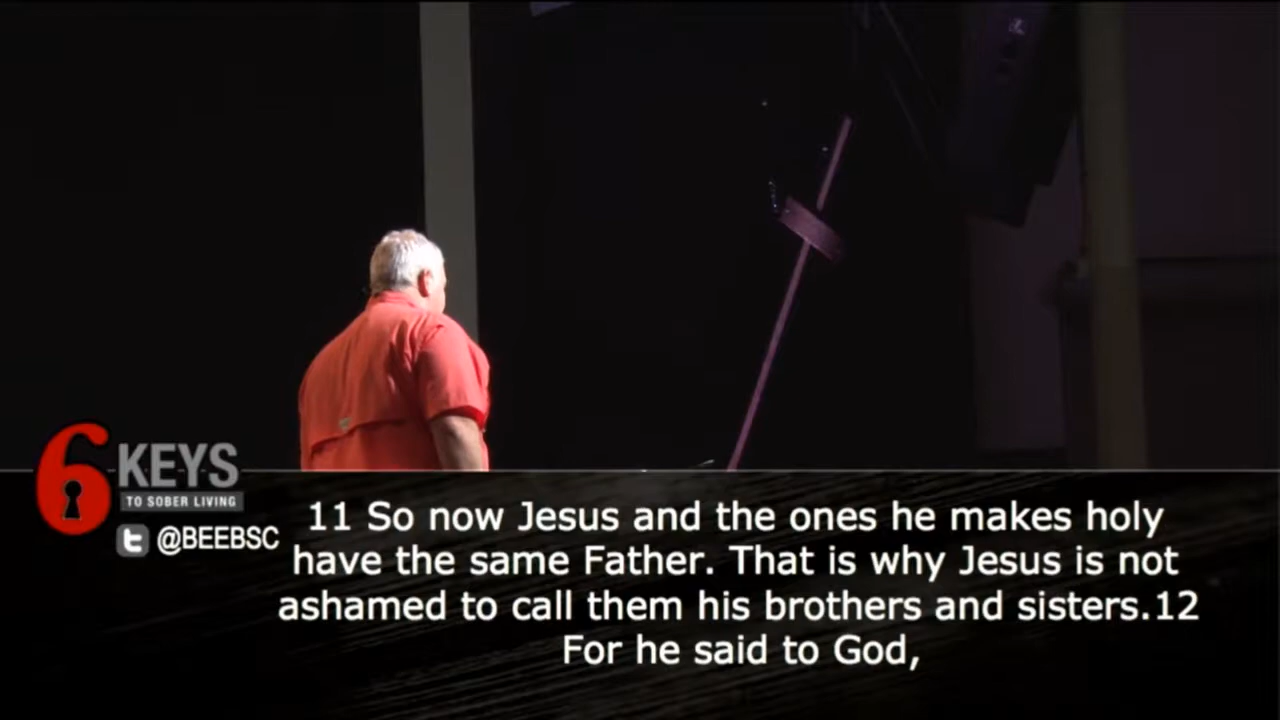 6 KEYS
TO SOBER LIVING
@BEEBSC
11 So now Jesus and the ones he makes holy
have the same Father. That is why Jesus is not
ashamed to call them his brothers and sisters.12
For he said to God,